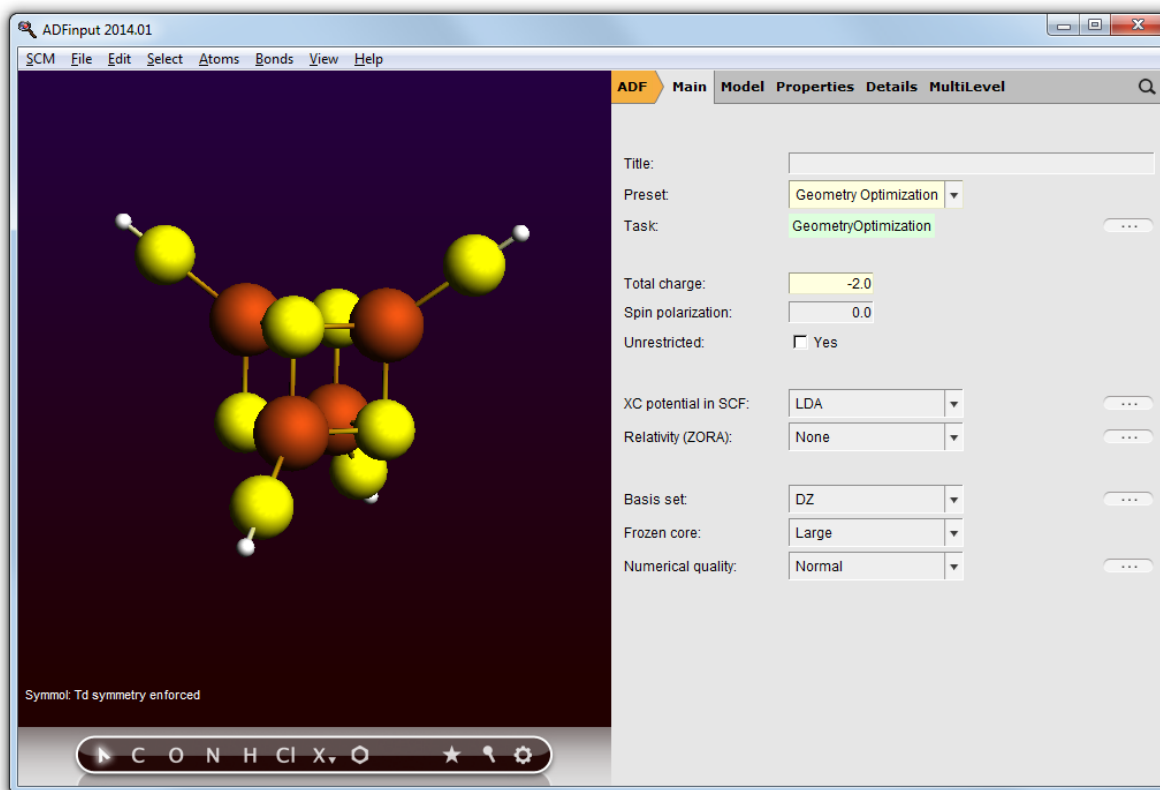 ADFinput 2014.01
SCM File Edit Select Atoms Bonds View Help
ADF Main Model Properties Details MultiLevel
Title:
Preset: Geometry Optimization
Task: GeometryOptimization ...
Total charge: -2.0
Spin polarization: 0.0
Unrestricted: Yes
XC potential in SCF: LDA ...
Relativity (ZORA): None ...
Basis set: DZ ...
Frozen core: Large
Numerical quality: Normal ...
Symmol: Td symmetry enforced
C O N H Cl X